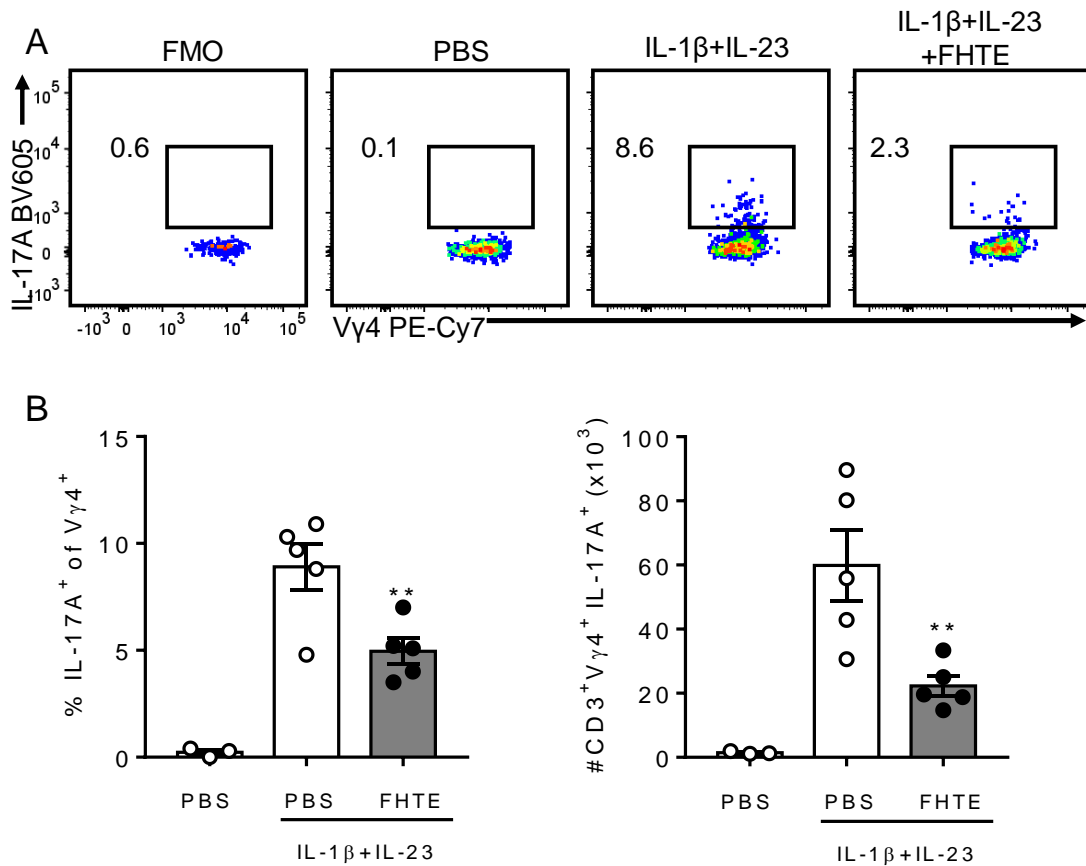 A
FMO
PBS
IL-1β+IL-23
IL-1β+IL-23
+FHTE
IL-17A BV605
10⁵
10⁴
10³
0
-10³
0.6
0.1
8.6
2.3
-10³ 0 10³ 10⁴ 10⁵
Vγ4 PE-Cy7
B
% IL-17A⁺ of Vγ4⁺
15
10
5
0
**
PBS PBS FHTE
IL-1β+IL-23
#CD3⁺Vγ4⁺ IL-17A⁺ (x10³)
100
80
60
40
20
0
**
PBS PBS FHTE
IL-1β+IL-23